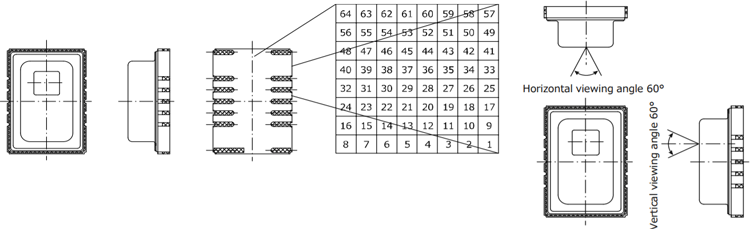 64 63 62 61 60 59 58 57
56 55 54 53 52 51 50 49
48 47 46 45 44 43 42 41
40 39 38 37 36 35 34 33
32 31 30 29 28 27 26 25
24 23 22 21 20 19 18 17
16 15 14 13 12 11 10 9
8 7 6 5 4 3 2 1
Horizontal viewing angle 60°
Vertical viewing angle 60°